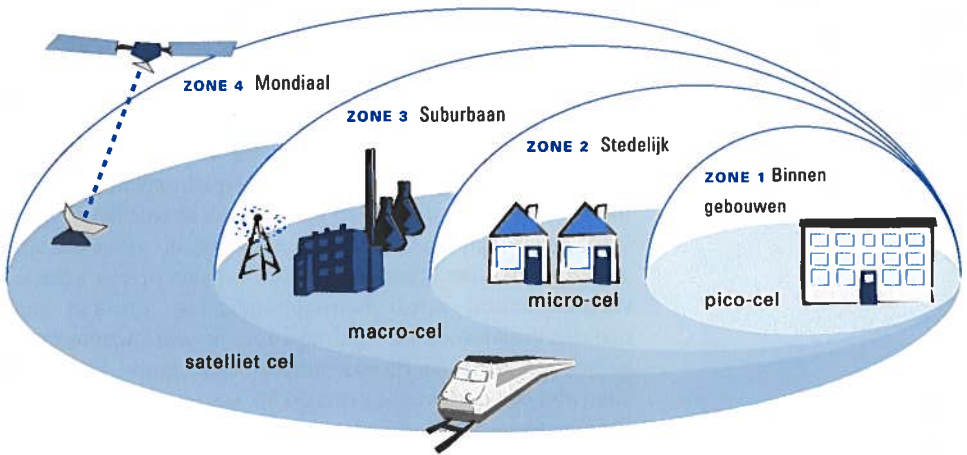 ZONE 4 Mondiaal
ZONE 3 Suburbaan
ZONE 2 Stedelijk
ZONE 1 Binnen
gebouwen
micro-cel
pico-cel
macro-cel
satelliet cel